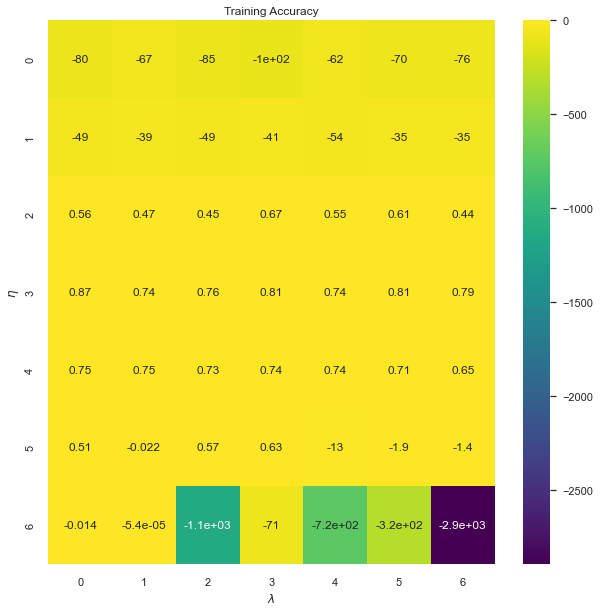 Training Accuracy
0 -80 -67 -85 -1e+02 -62 -70 -76
1 -49 -39 -49 -41 -54 -35 -35
2 0.56 0.47 0.45 0.67 0.55 0.61 0.44
3 0.87 0.74 0.76 0.81 0.74 0.81 0.79
4 0.75 0.75 0.73 0.74 0.74 0.71 0.65
5 0.51 -0.022 0.57 0.63 -13 -1.9 -1.4
6 -0.014 -5.4e-05 -1.1e+03 -71 -7.2e+02 -3.2e+02 -2.9e+03
η
0 1 2 3 4 5 6
λ
0
−500
−1000
−1500
−2000
−2500